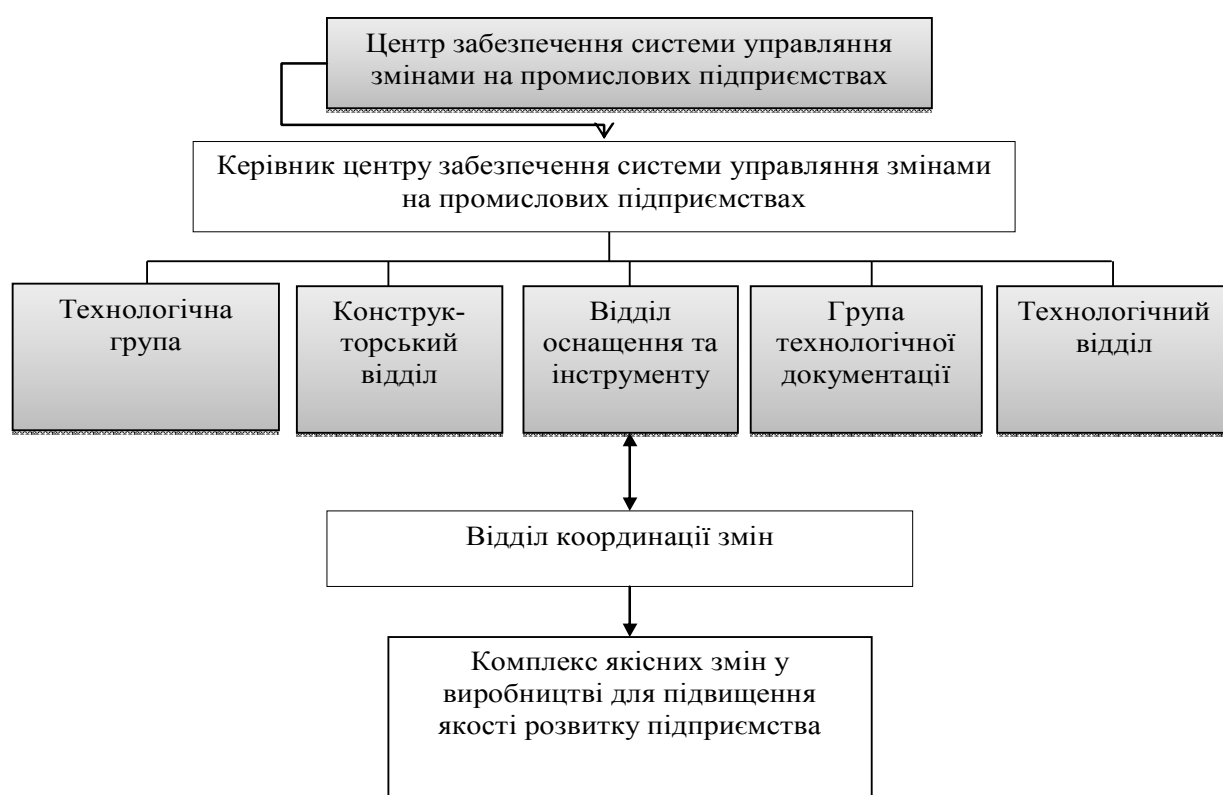 Центр забезпечення системи управляння
змінами на промислових підприємствах
Керівник центру забезпечення системи управляння змінами
на промислових підприємствах
Технологічна
група
Конструк-
торський
відділ
Відділ
оснащення та
інструменту
Група
технологічної
документації
Технологічний
відділ
Відділ координації змін
Комплекс якісних змін у
виробництві для підвищення
якості розвитку підприємства